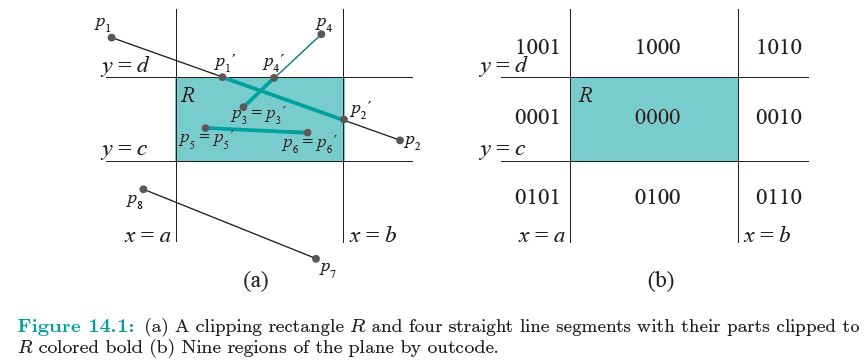 p₁ p₄
y = d p₁´ p₄´
R p₃ = p₃´ p₂´
p₅ = p₅´ p₆ = p₆´ p₂
y = c
p₈
x = a x = b
p₇
(a)
1001 1000 1010
y = d
R
0001 0000 0010
y = c
0101 0100 0110
x = a x = b
(b)
Figure 14.1: (a) A clipping rectangle R and four straight line segments with their parts clipped to
R colored bold (b) Nine regions of the plane by outcode.